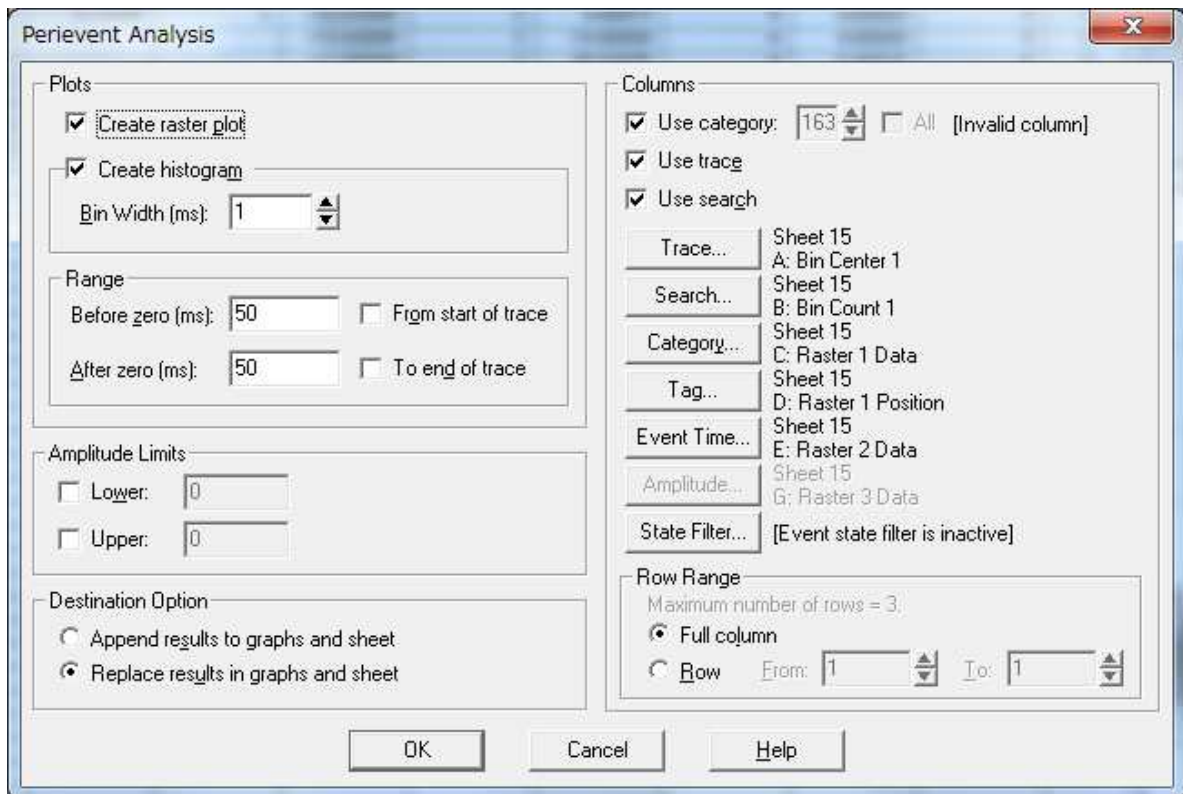 Perievent Analysis
Plots
Create raster plot
Create histogram
Bin Width (ms): 1
Range
Before zero (ms): 50 From start of trace
After zero (ms): 50 To end of trace
Amplitude Limits
Lower: 0
Upper: 0
Destination Option
Append results to graphs and sheet
Replace results in graphs and sheet
Columns
Use category: 163 All [Invalid column]
Use trace
Use search
Trace... Sheet 15
A: Bin Center 1
Search... Sheet 15
B: Bin Count 1
Category... Sheet 15
C: Raster 1 Data
Tag... Sheet 15
D: Raster 1 Position
Event Time... Sheet 15
E: Raster 2 Data
Amplitude... Sheet 15
G: Raster 3 Data
State Filter... [Event state filter is inactive]
Row Range
Maximum number of rows = 3.
Full column
Row From: 1 To: 1
OK Cancel Help